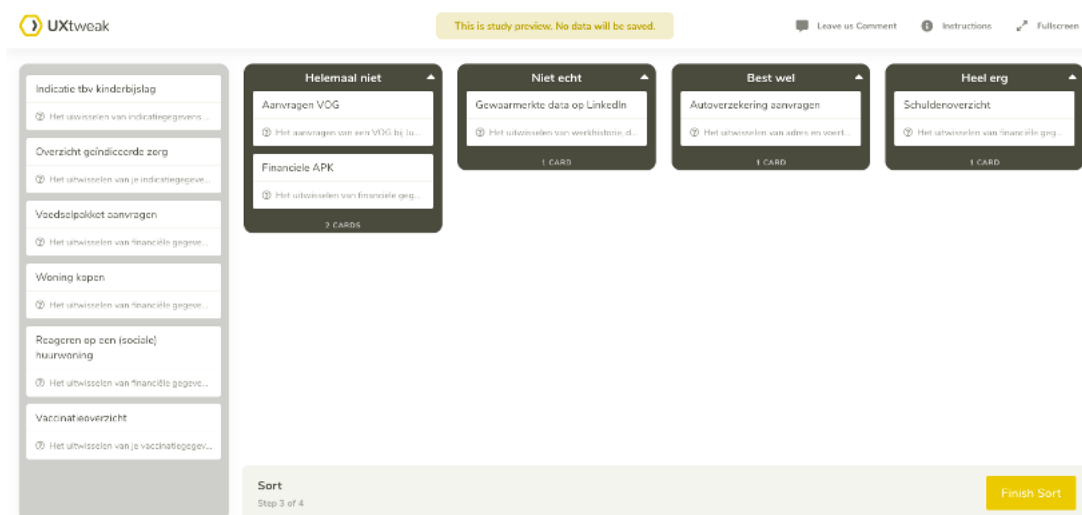 UXtweak
This is study preview. No data will be saved.
Leave us Comment
Instructions
Fullscreen
Indicatie tbv kinderbijslag
Het uiwisselen van indicatiegegevens ...
Overzicht geïndiceerde zorg
Het uitwisselen van je indicatiegegeve...
Voedselpakket aanvragen
Het uitwisselen van financiële gegeve...
Woning kopen
Het uitwisselen van financiële gegeve...
Reageren op een (sociale)
huurwoning
Het uitwisselen van financiële gegeve...
Vaccinatieoverzicht
Het uitwisselen van je vaccinatiegegev...
Helemaal niet
Aanvragen VOG
Het aanvragen van een VOG bij Ju...
Financiele APK
Het uitwisselen van financiele geg...
2 CARDS
Niet echt
Gewaarmerkte data op LinkedIn
Het uitwisselen van werkhistorie, d...
1 CARD
Best wel
Autoverzekering aanvragen
Het uitwisselen van adres en voert...
1 CARD
Heel erg
Schuldenoverzicht
Het uitwisselen van financiële geg...
1 CARD
Sort
Step 3 of 4
Finish Sort